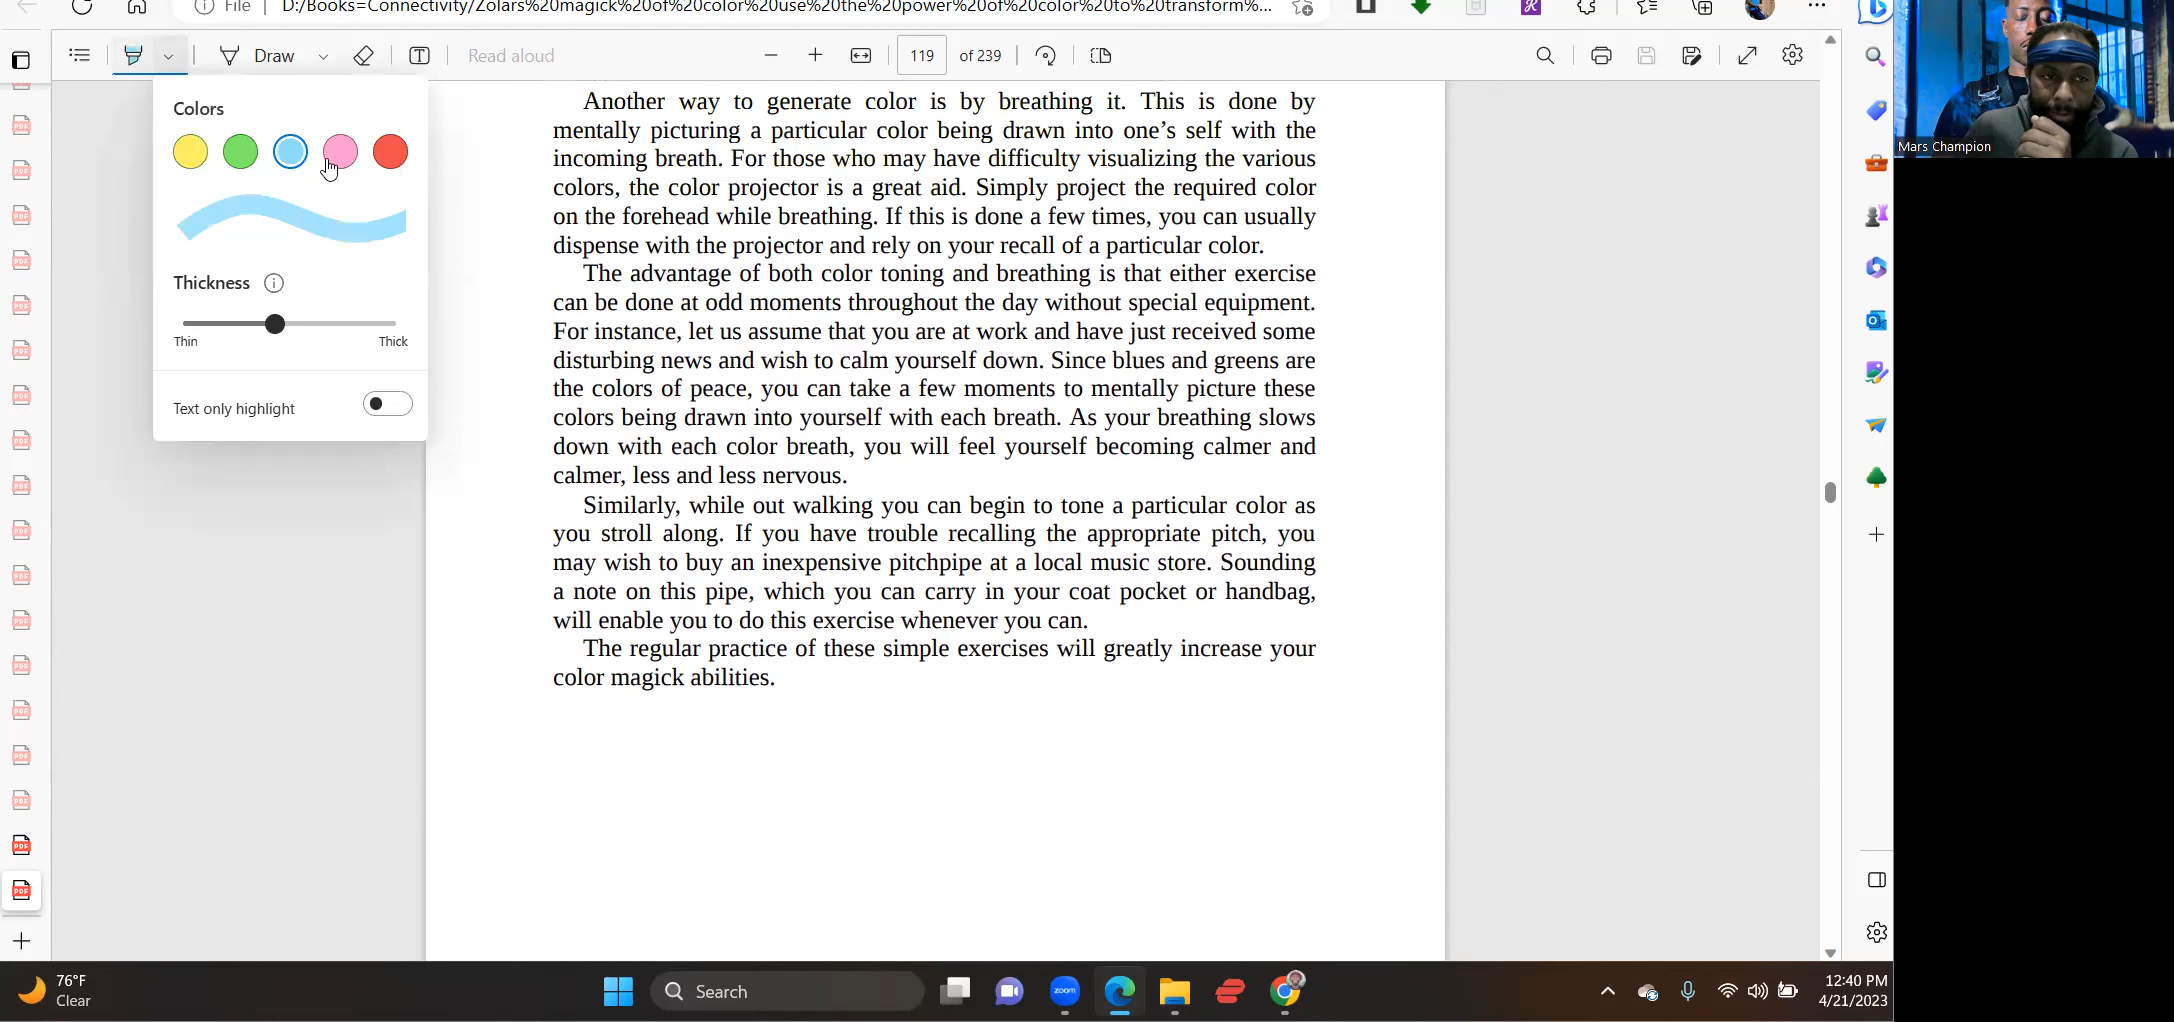 File | D:/Books=Connectivity/Zolars%20magick%20of%20color%20use%20the%20power%20of%20color%20to%20transform%...
Draw
Read aloud
119 of 239
Colors
Thickness
Thin Thick
Text only highlight
Another way to generate color is by breathing it. This is done by
mentally picturing a particular color being drawn into one’s self with the
incoming breath. For those who may have difficulty visualizing the various
colors, the color projector is a great aid. Simply project the required color
on the forehead while breathing. If this is done a few times, you can usually
dispense with the projector and rely on your recall of a particular color.
The advantage of both color toning and breathing is that either exercise
can be done at odd moments throughout the day without special equipment.
For instance, let us assume that you are at work and have just received some
disturbing news and wish to calm yourself down. Since blues and greens are
the colors of peace, you can take a few moments to mentally picture these
colors being drawn into yourself with each breath. As your breathing slows
down with each color breath, you will feel yourself becoming calmer and
calmer, less and less nervous.
Similarly, while out walking you can begin to tone a particular color as
you stroll along. If you have trouble recalling the appropriate pitch, you
may wish to buy an inexpensive pitchpipe at a local music store. Sounding
a note on this pipe, which you can carry in your coat pocket or handbag,
will enable you to do this exercise whenever you can.
The regular practice of these simple exercises will greatly increase your
color magick abilities.
Mars Champion
76°F
Clear
Search
zoom
12:40 PM
4/21/2023